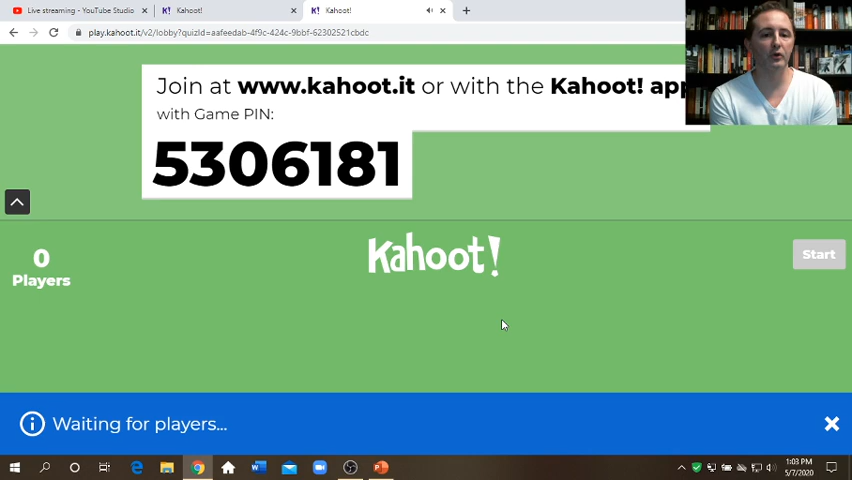 Live streaming - YouTube Studio
Kahoot!
Kahoot!
play.kahoot.it/v2/lobby?quizId=aafeedab-4f9c-424c-9bbf-62302521cbdc
Join at www.kahoot.it or with the Kahoot! app
with Game PIN:
5306181
0
Players
Kahoot!
Start
Waiting for players...
1:03 PM
5/7/2020